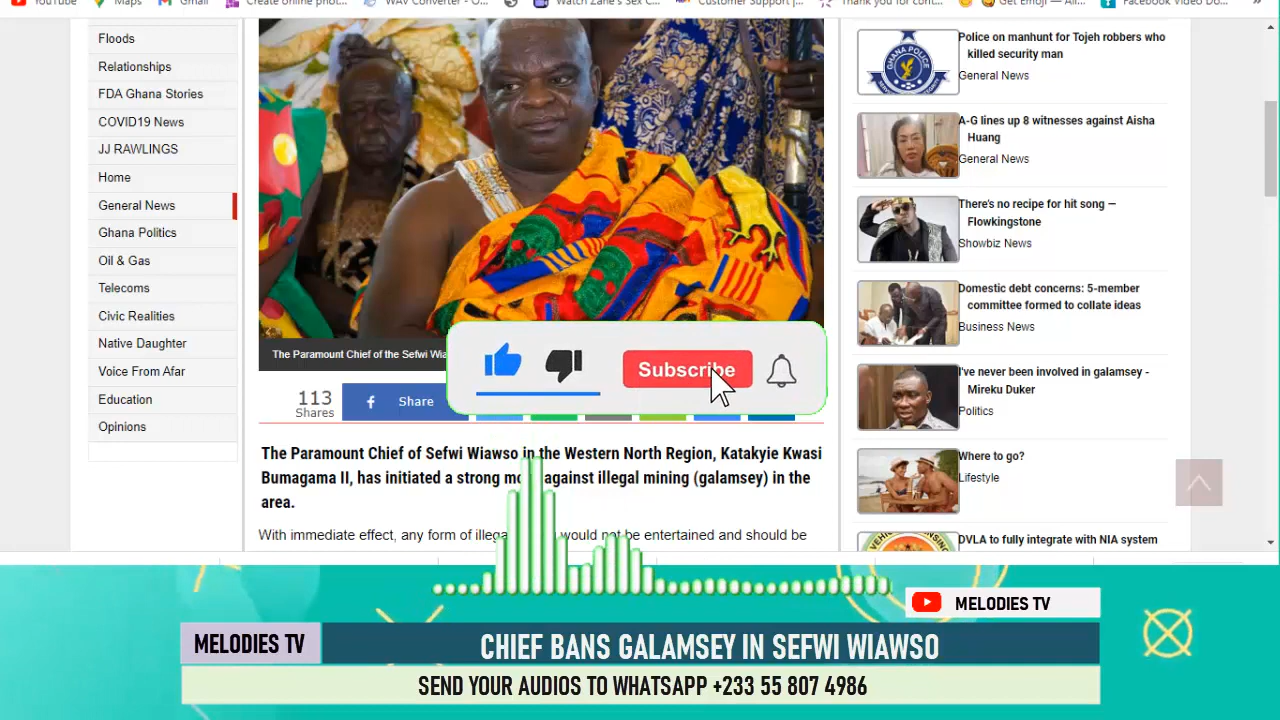 YouTube
Maps
Gmail
Create online phot...
WAV Converter - O...
Watch Zane's Sex C...
Customer Support |...
Thank you for cont...
Get Emoji — All...
Facebook Video Do...
Floods
Relationships
FDA Ghana Stories
COVID19 News
JJ RAWLINGS
Home
General News
Ghana Politics
Oil & Gas
Telecoms
Civic Realities
Native Daughter
Voice From Afar
Education
Opinions
The Paramount Chief of the Sefwi
113
Shares
Share
Subscribe
The Paramount Chief of Sefwi Wiawso in the Western North Region, Katakyie Kwasi
Bumagama II, has initiated a strong against illegal mining (galamsey) in the
area.
With immediate effect, any form of would not be entertained and should be
Police on manhunt for Tojeh robbers who
killed security man
General News
A-G lines up 8 witnesses against Aisha
Huang
General News
There's no recipe for hit song —
Flowkingstone
Showbiz News
Domestic debt concerns: 5-member
committee formed to collate ideas
Business News
I've never been involved in galamsey -
Mireku Duker
Politics
Where to go?
Lifestyle
DVLA to fully integrate with NIA system
MELODIES TV
MELODIES TV
CHIEF BANS GALAMSEY IN SEFWI WIAWSO
SEND YOUR AUDIOS TO WHATSAPP +233 55 807 4986